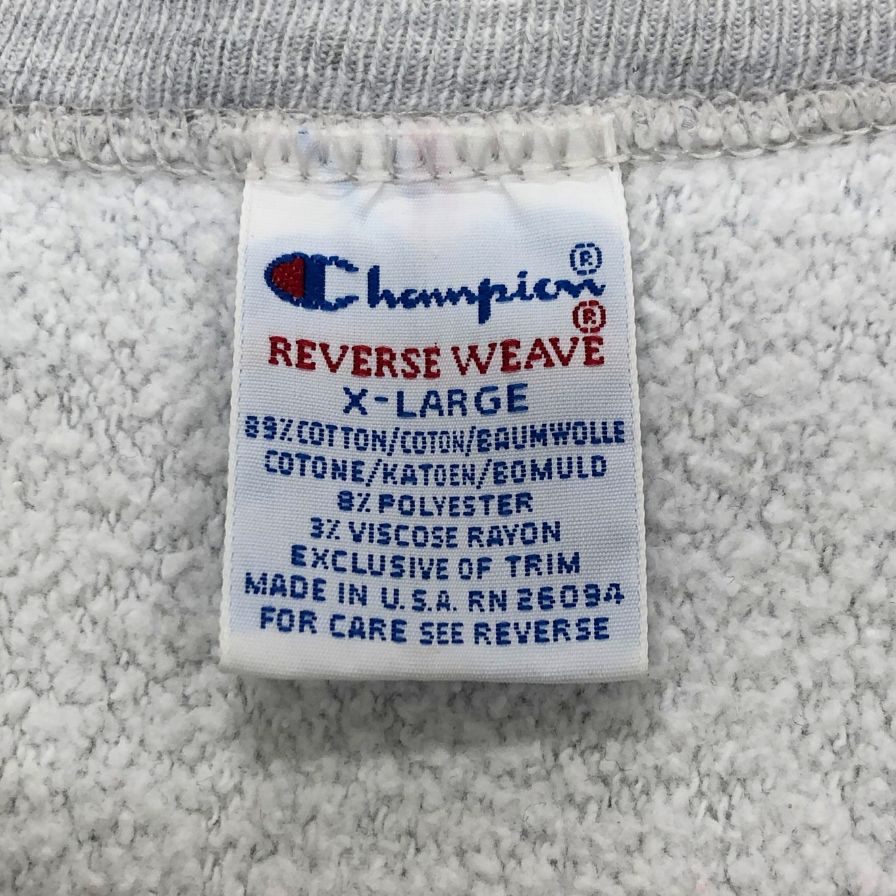 Champion®
REVERSE WEAVE®
X-LARGE
89% COTTON/COTON/BAUMWOLLE
COTONE/KATOEN/BOMULD
8% POLYESTER
3% VISCOSE RAYON
EXCLUSIVE OF TRIM
MADE IN U.S.A. RN 26094
FOR CARE SEE REVERSE